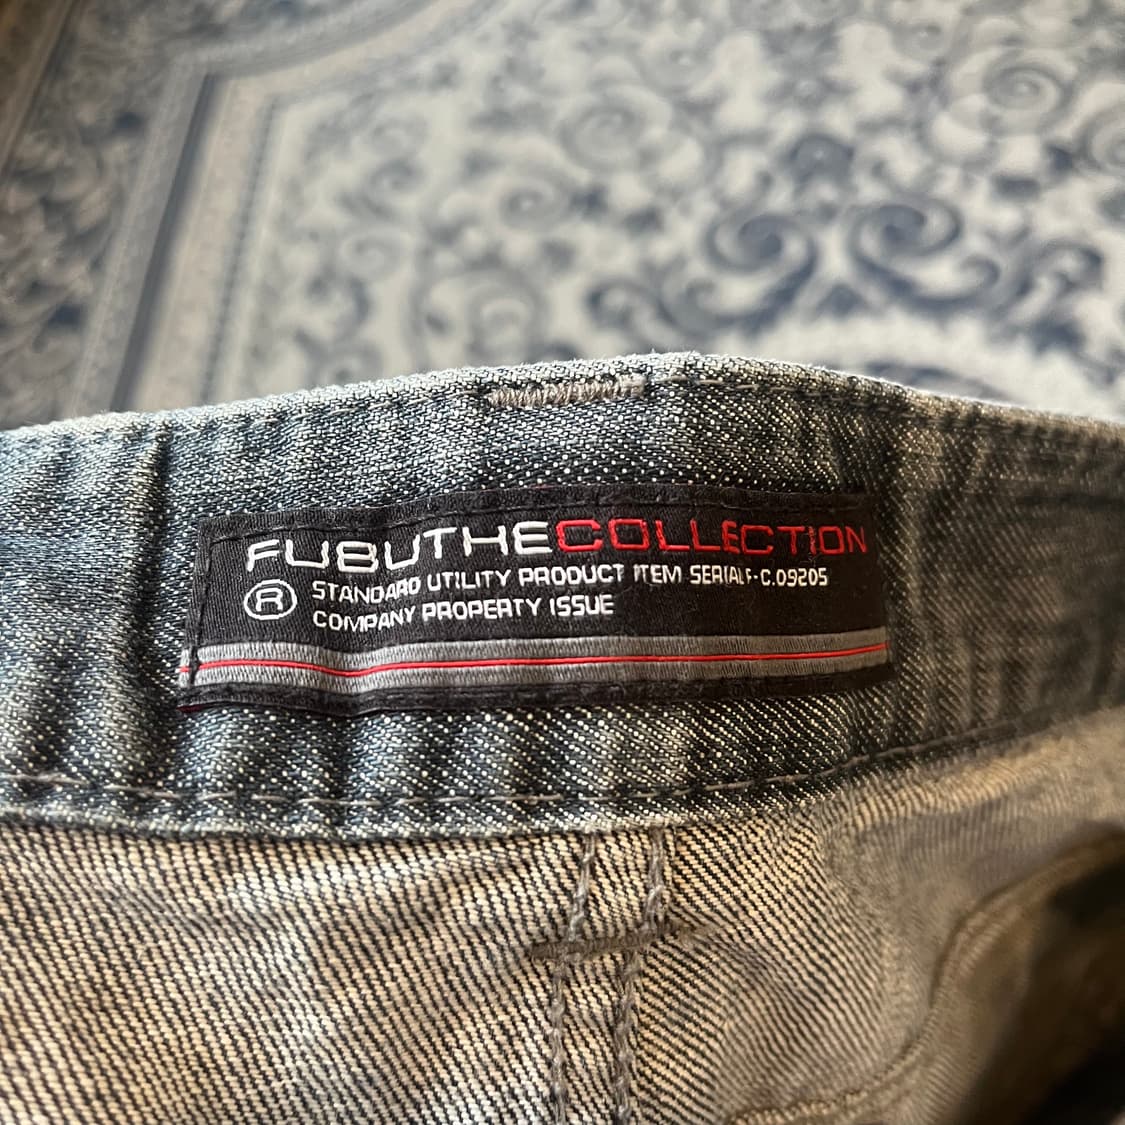 FUBUTHECOLLECTION
® STANDARD UTILITY PRODUCT ITEM SERIAL F-C.09205
COMPANY PROPERTY ISSUE